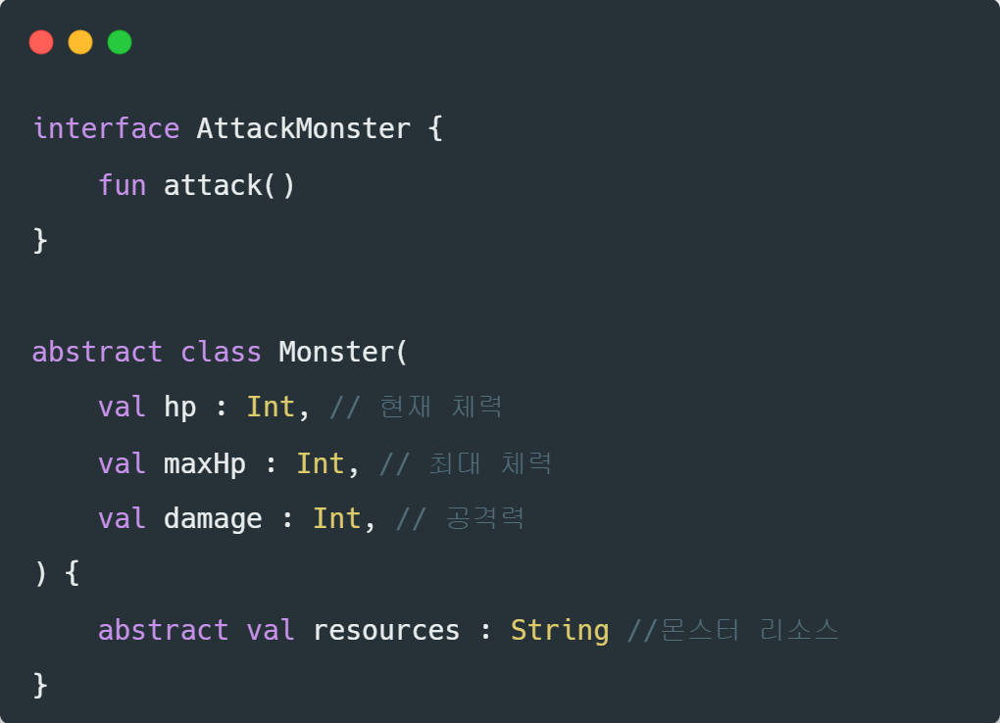 interface AttackMonster {
    fun attack()
}

abstract class Monster(
    val hp : Int, // 현재 체력
    val maxHp : Int, // 최대 체력
    val damage : Int, // 공격력
) {
    abstract val resources : String //몬스터 리소스
}